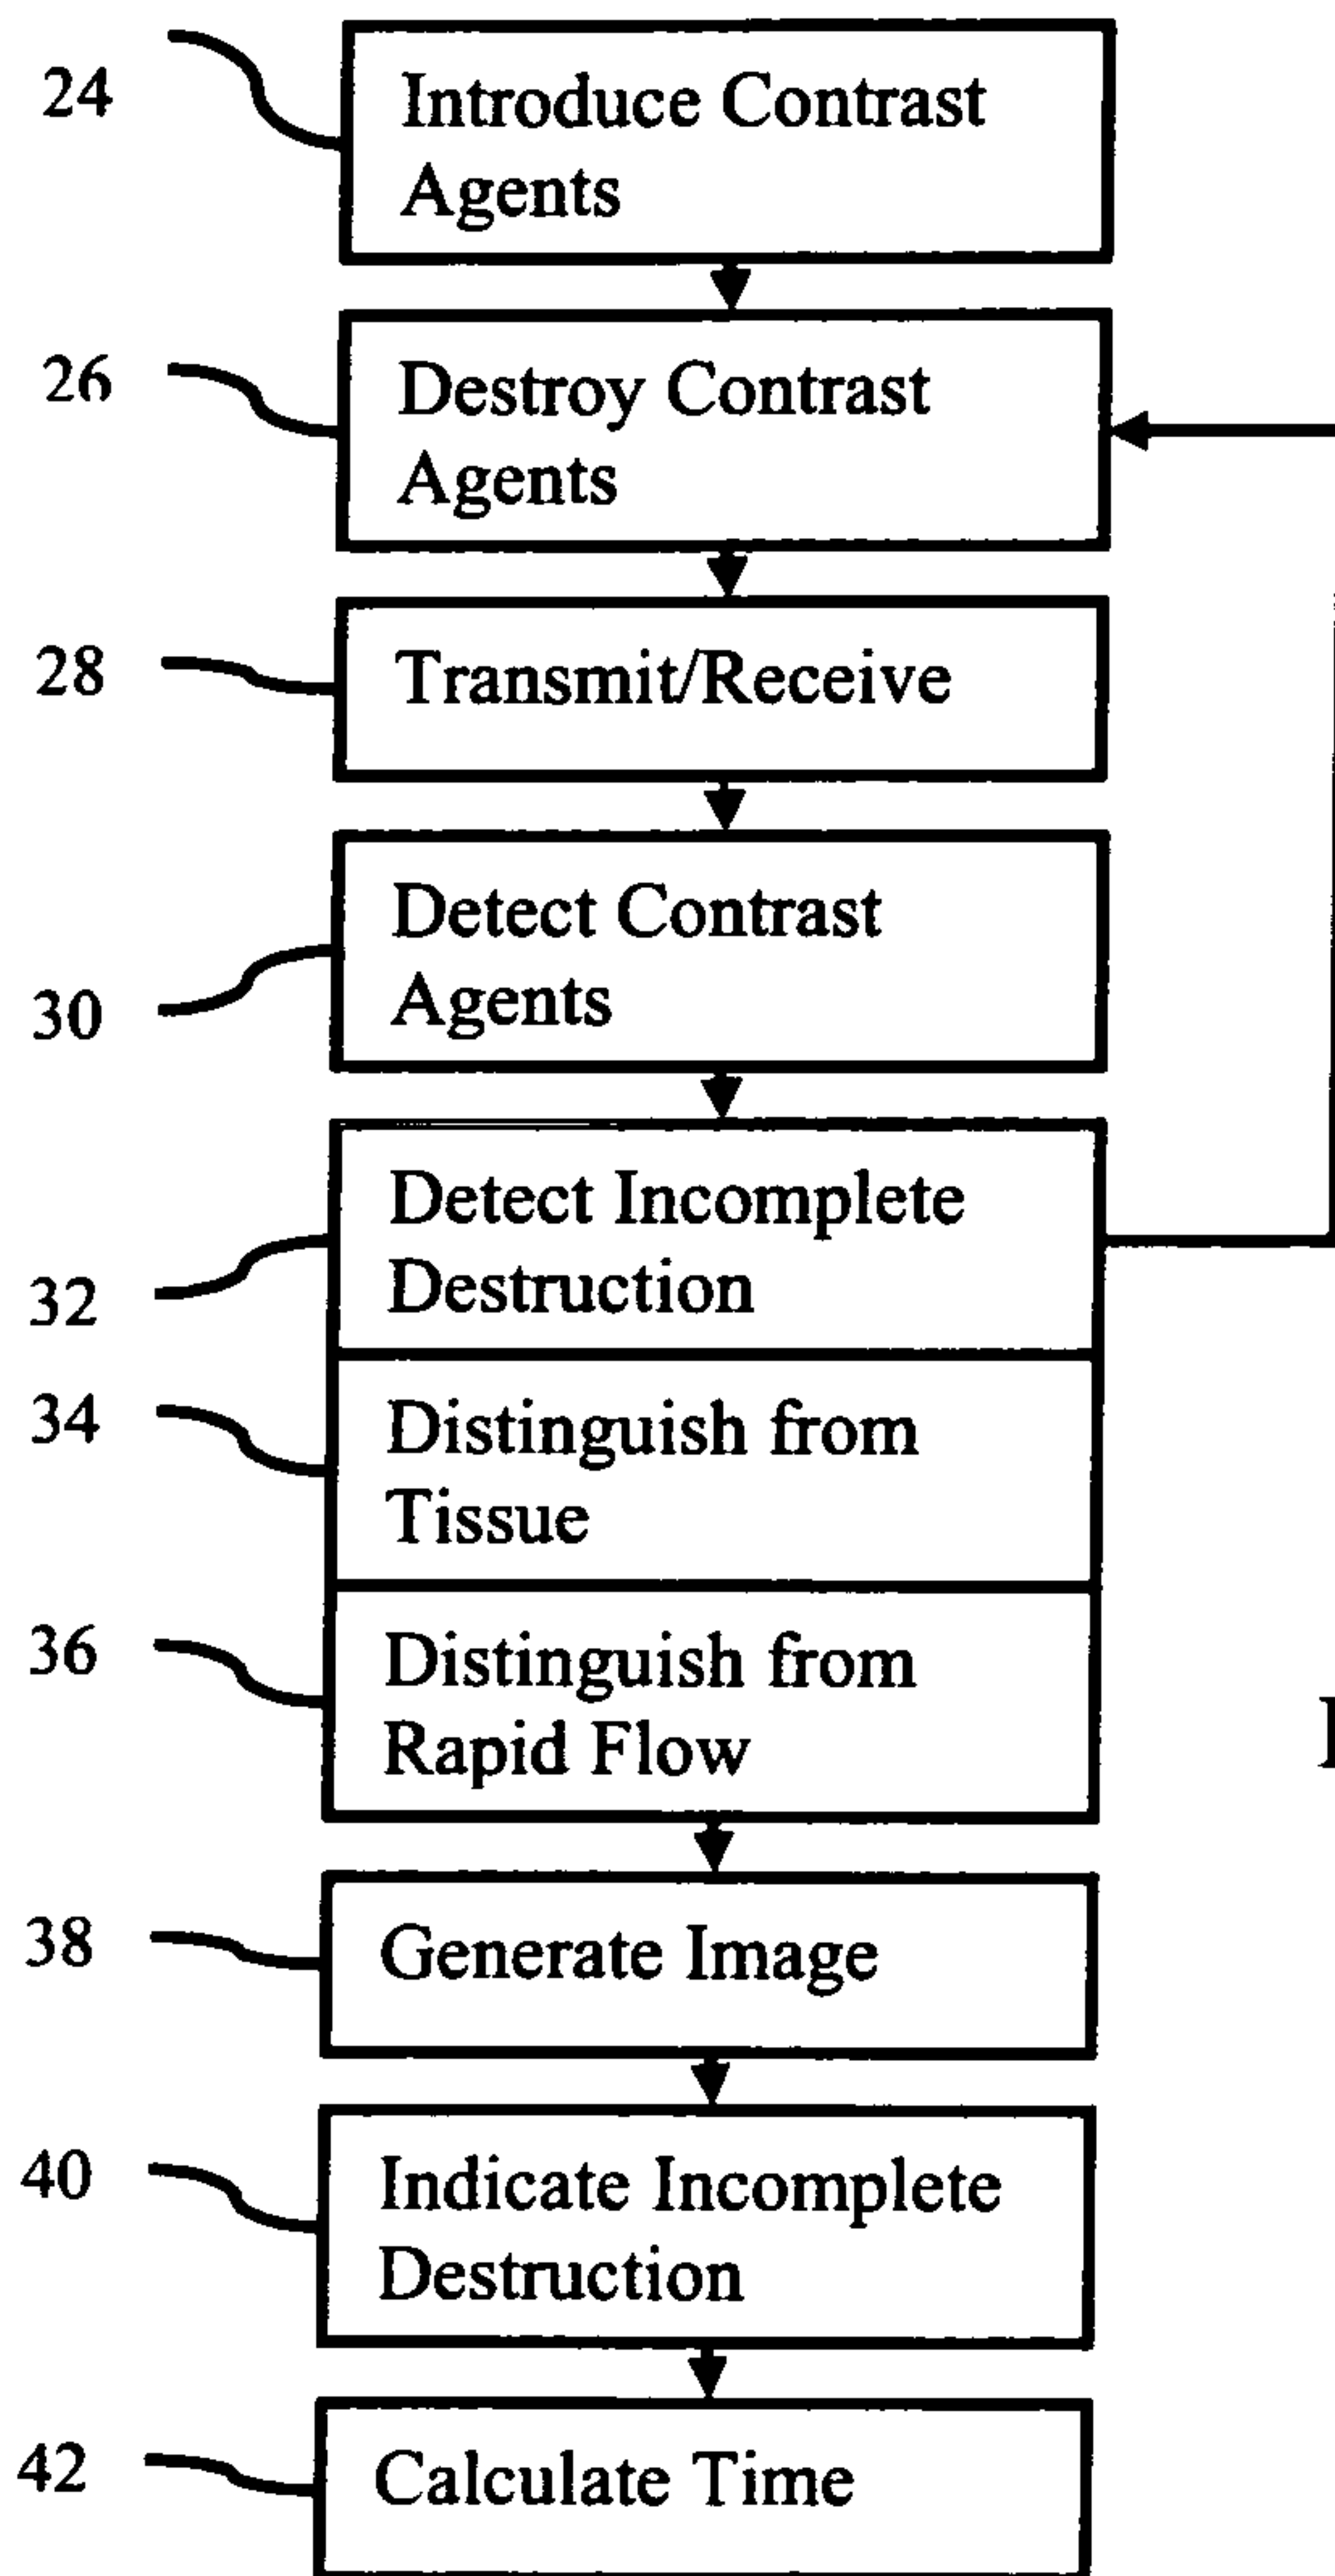 24
Introduce Contrast
Agents
26
Destroy Contrast
Agents
28
Transmit/Receive
30
Detect Contrast
Agents
32
Detect Incomplete
Destruction
34
Distinguish from
Tissue
36
Distinguish from
Rapid Flow
38
Generate Image
40
Indicate Incomplete
Destruction
42
Calculate Time